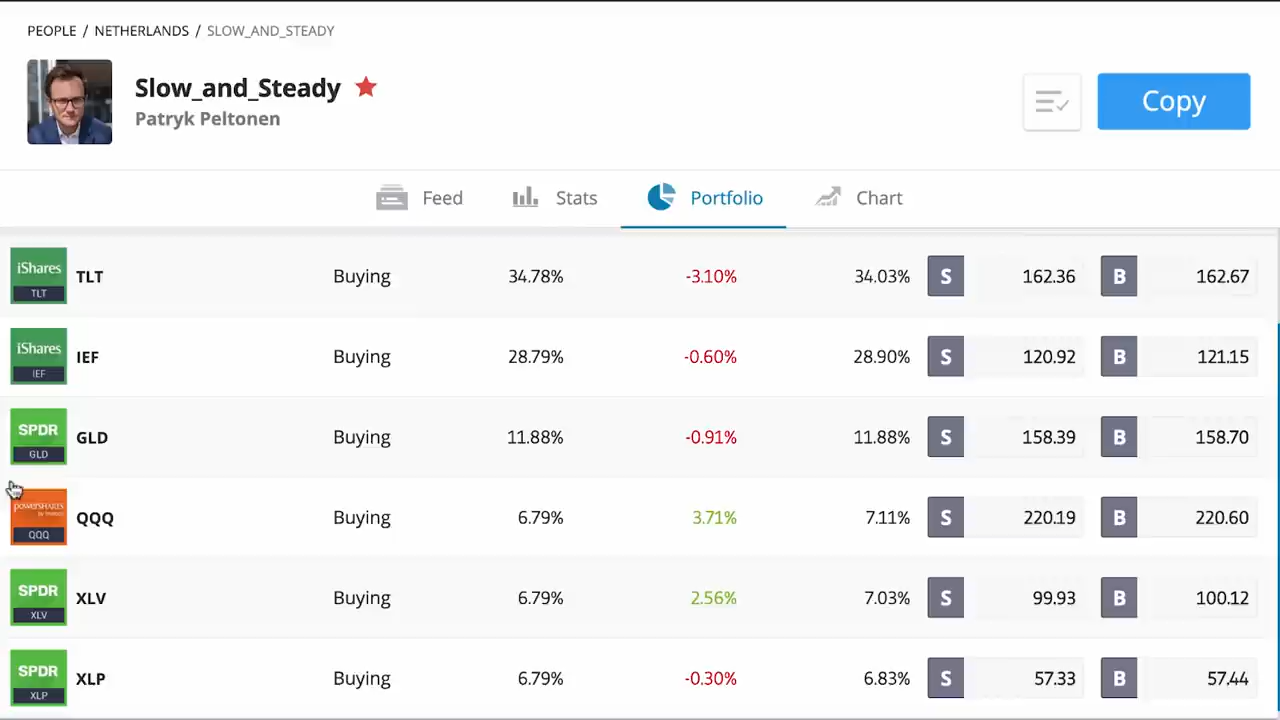 PEOPLE / NETHERLANDS / SLOW_AND_STEADY
Slow_and_Steady
Patryk Peltonen
Copy
Feed Stats Portfolio Chart
iShares TLT TLT Buying 34.78% -3.10% 34.03% S 162.36 B 162.67
iShares IEF IEF Buying 28.79% -0.60% 28.90% S 120.92 B 121.15
SPDR GLD GLD Buying 11.88% -0.91% 11.88% S 158.39 B 158.70
powerSHARES QQQ QQQ Buying 6.79% 3.71% 7.11% S 220.19 B 220.60
SPDR XLV XLV Buying 6.79% 2.56% 7.03% S 99.93 B 100.12
SPDR XLP XLP Buying 6.79% -0.30% 6.83% S 57.33 B 57.44